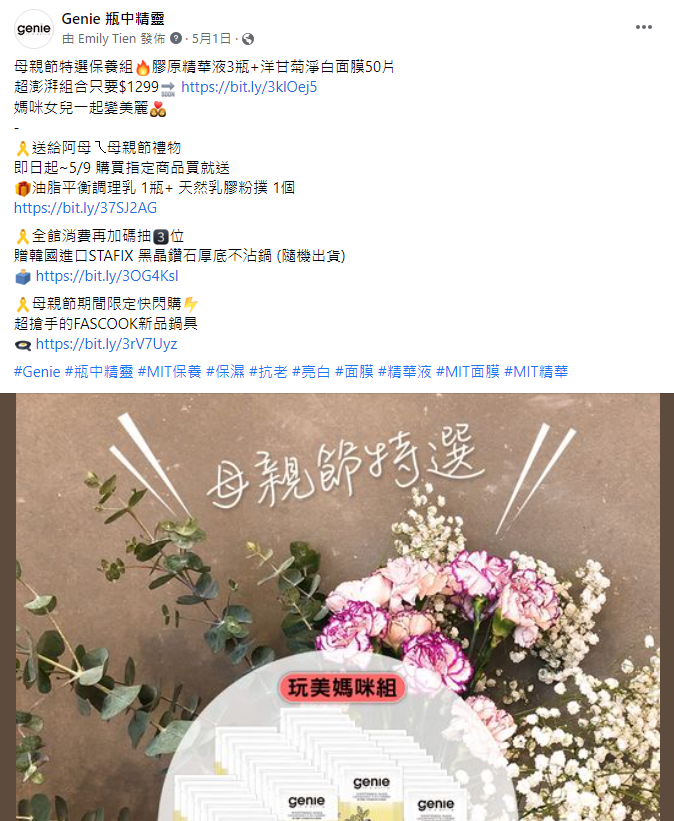 genie
Genie 瓶中精靈
由 Emily Tien 發佈 · 5月1日 ·
母親節特選保養組🔥膠原精華液3瓶+洋甘菊淨白面膜50片
超澎湃組合只要$1299🔜 https://bit.ly/3klOej5
媽咪女兒一起變美麗💑
-
🎗送給阿母ㄟ母親節禮物
即日起~5/9 購買指定商品買就送
🎁油脂平衡調理乳 1瓶+ 天然乳膠粉撲 1個
https://bit.ly/37SJ2AG
🎗全館消費再加碼抽3️⃣位
贈韓國進口STAFIX 黑晶鑽石厚底不沾鍋 (隨機出貨)
🗳 https://bit.ly/3OG4Ksl
🎗母親節期間限定快閃購⚡
超搶手的FASCOOK新品鍋具
🍳 https://bit.ly/3rV7Uyz
#Genie #瓶中精靈 #MIT保養 #保濕 #抗老 #亮白 #面膜 #精華液 #MIT面膜 #MIT精華
母親節特選
玩美媽咪組
genie
genie
genie